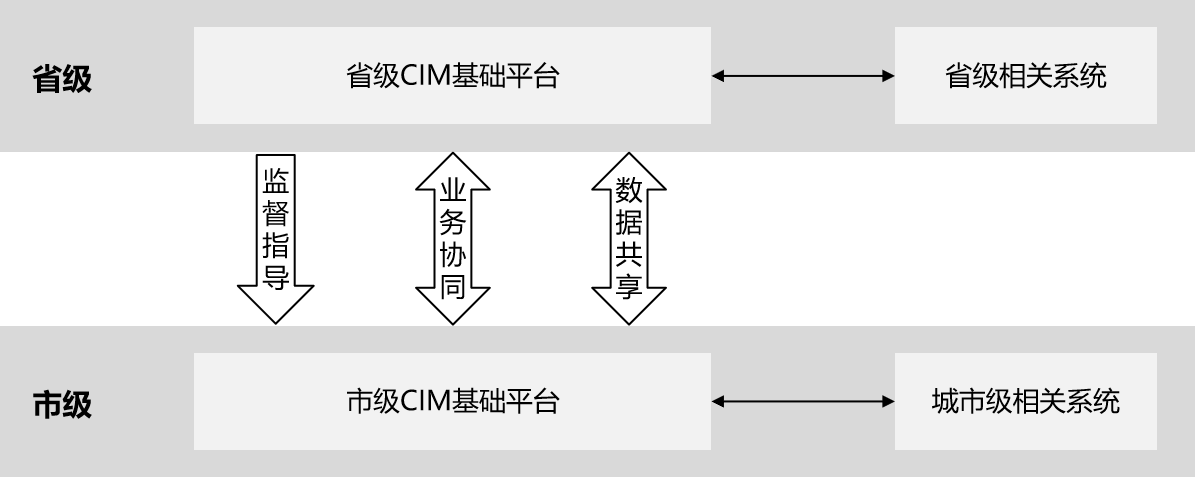 省级
省级CIM基础平台
省级相关系统
监督指导
业务协同
数据共享
市级
市级CIM基础平台
城市级相关系统